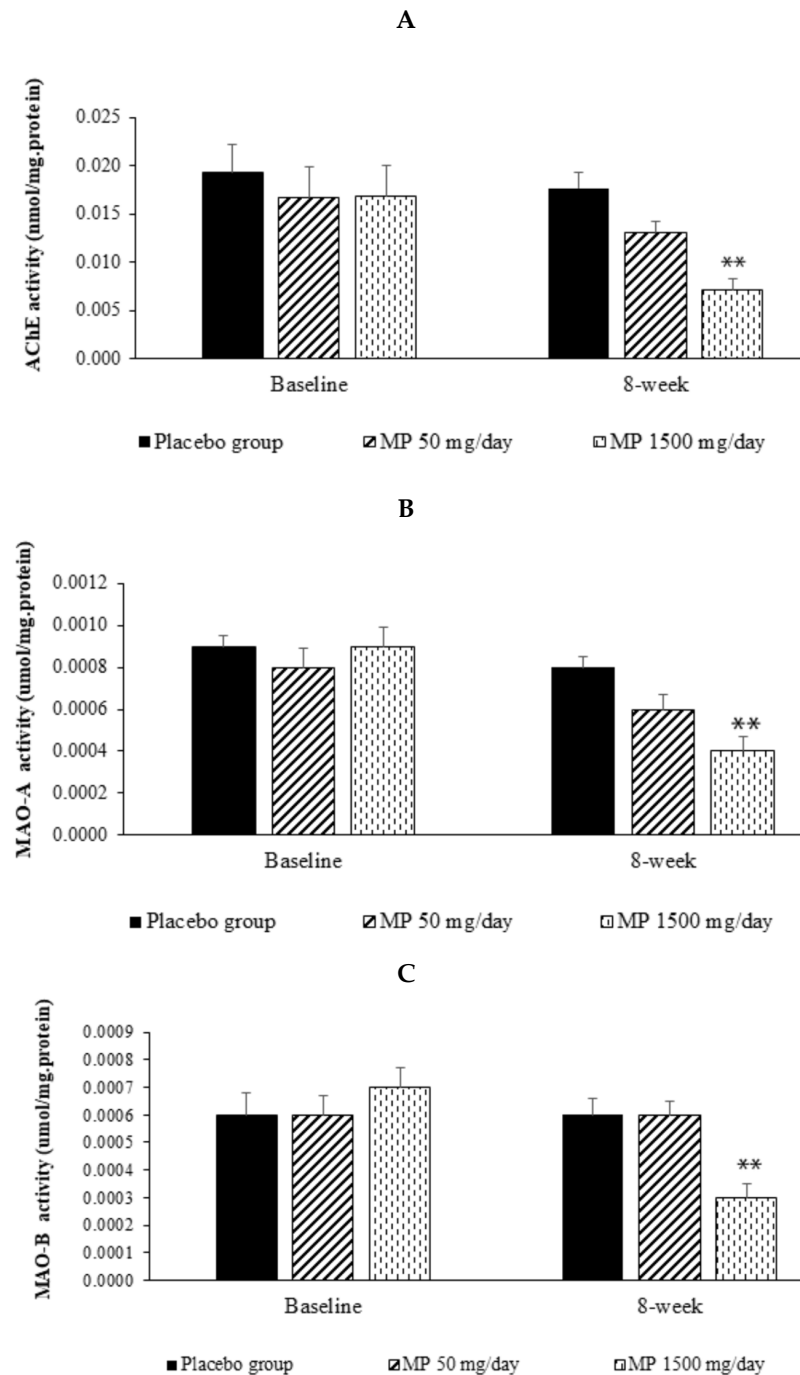 A
AChE activity (nmol/mg.protein)
0.025
0.020
0.015
0.010
0.005
0.000
**
Baseline 8-week
Placebo group MP 50 mg/day MP 1500 mg/day
B
MAO-A activity (umol/mg.protein)
0.0012
0.0010
0.0008
0.0006
0.0004
0.0002
0.0000
**
Baseline 8-week
Placebo group MP 50 mg/day MP 1500 mg/day
C
MAO-B activity (umol/mg.protein)
0.0009
0.0008
0.0007
0.0006
0.0005
0.0004
0.0003
0.0002
0.0001
0.0000
**
Baseline 8-week
Placebo group MP 50 mg/day MP 1500 mg/day